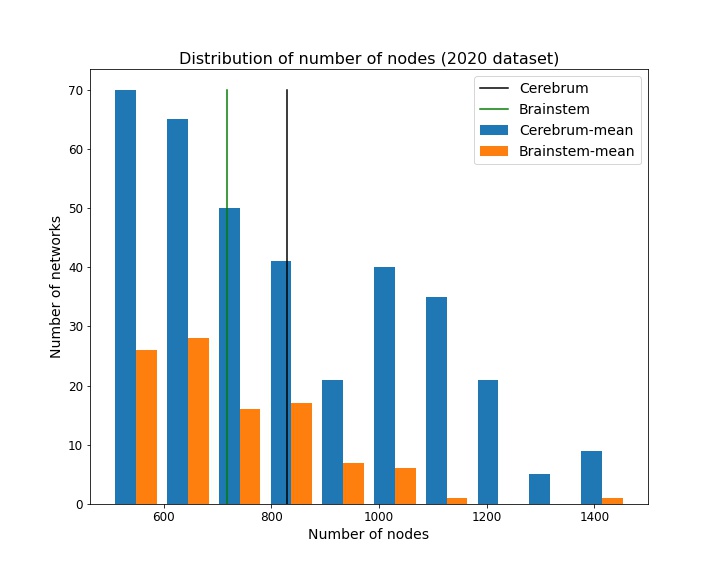 Distribution of number of nodes (2020 dataset)
Cerebrum
Brainstem
Cerebrum-mean
Brainstem-mean
Number of networks
70
60
50
40
30
20
10
0
600 800 1000 1200 1400
Number of nodes